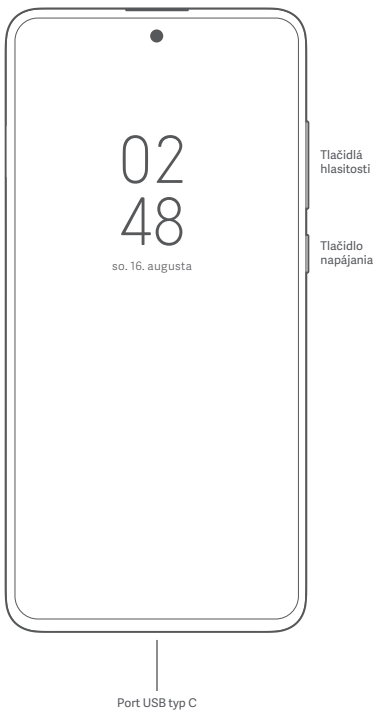 02
48
so. 16. augusta
Tlačidlá
hlasitosti
Tlačidlo
napájania
Port USB typ C